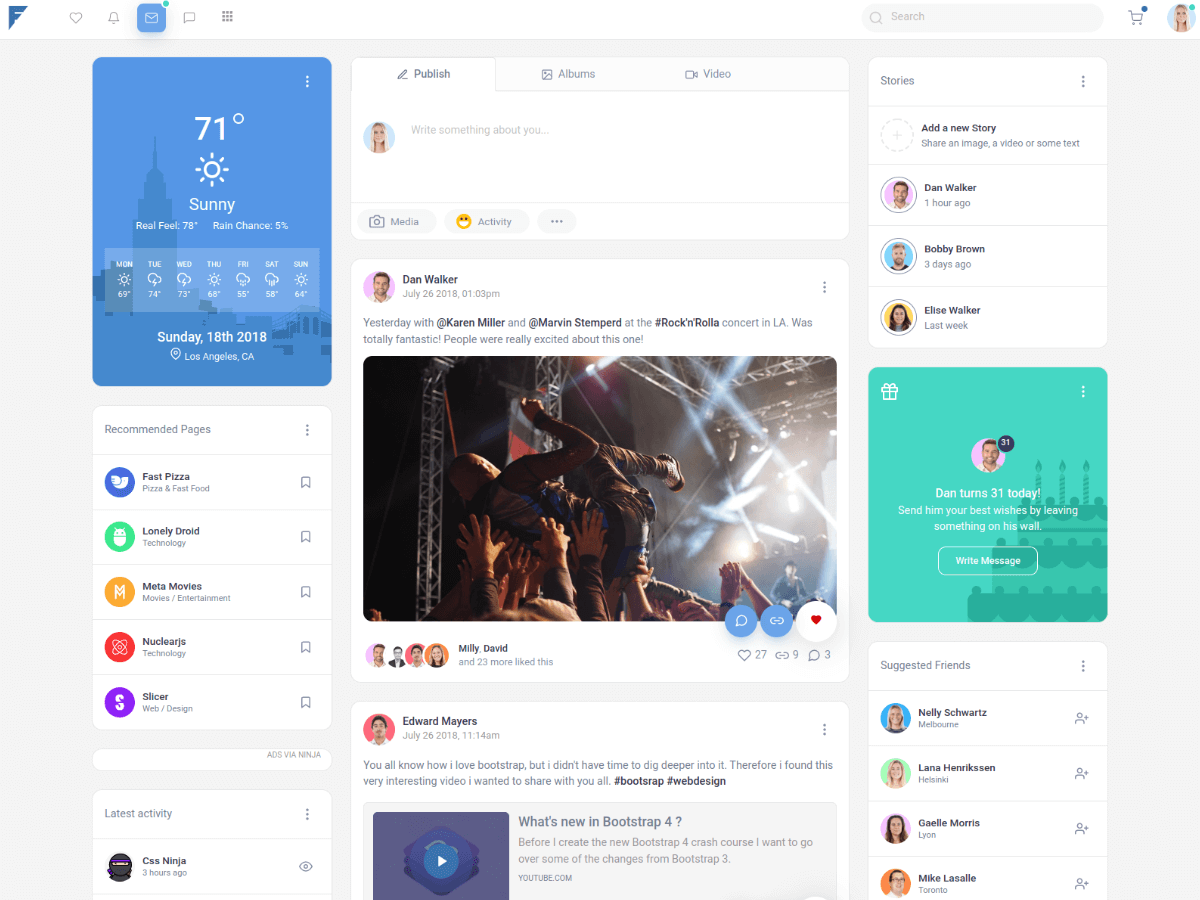 Search
71°
Sunny
Real Feel: 78° Rain Chance: 5%
MON TUE WED THU FRI SAT SUN
69° 74° 73° 68° 55° 58° 64°
Sunday, 18th 2018
Los Angeles, CA
Recommended Pages
Fast Pizza
Pizza & Fast Food
Lonely Droid
Technology
Meta Movies
Movies / Entertainment
Nuclearjs
Technology
Slicer
Web / Design
ADS VIA NINJA
Latest activity
Css Ninja
3 hours ago
Publish Albums Video
Write something about you...
Media Activity
Dan Walker
July 26 2018, 01:03pm
Yesterday with @Karen Miller and @Marvin Stemperd at the #Rock'n'Rolla concert in LA. Was
totally fantastic! People were really excited about this one!
Milly, David
and 23 more liked this
27 9 3
Edward Mayers
July 26 2018, 11:14am
You all know how i love bootstrap, but i didn't have time to dig deeper into it. Therefore i found this
very interesting video i wanted to share with you all. #bootsrap #webdesign
What's new in Bootstrap 4 ?
Before I create the new Bootstrap 4 crash course I want to go
over some of the changes from Bootstrap 3.
YOUTUBE.COM
Stories
Add a new Story
Share an image, a video or some text
Dan Walker
1 hour ago
Bobby Brown
3 days ago
Elise Walker
Last week
31
Dan turns 31 today!
Send him your best wishes by leaving
something on his wall.
Write Message
Suggested Friends
Nelly Schwartz
Melbourne
Lana Henrikssen
Helsinki
Gaelle Morris
Lyon
Mike Lasalle
Toronto